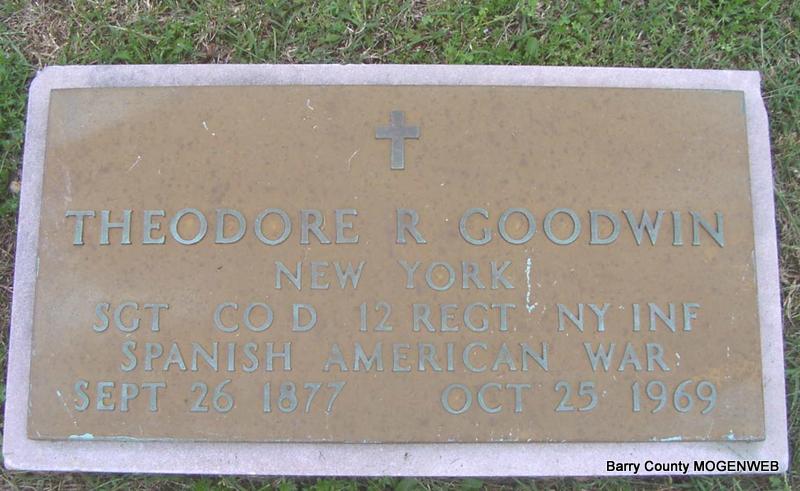 THEODORE R GOODWIN
NEW YORK
SGT CO D 12 REGT NY INF
SPANISH AMERICAN WAR
SEPT 26 1877 OCT 25 1969
Barry County MOGENWEB